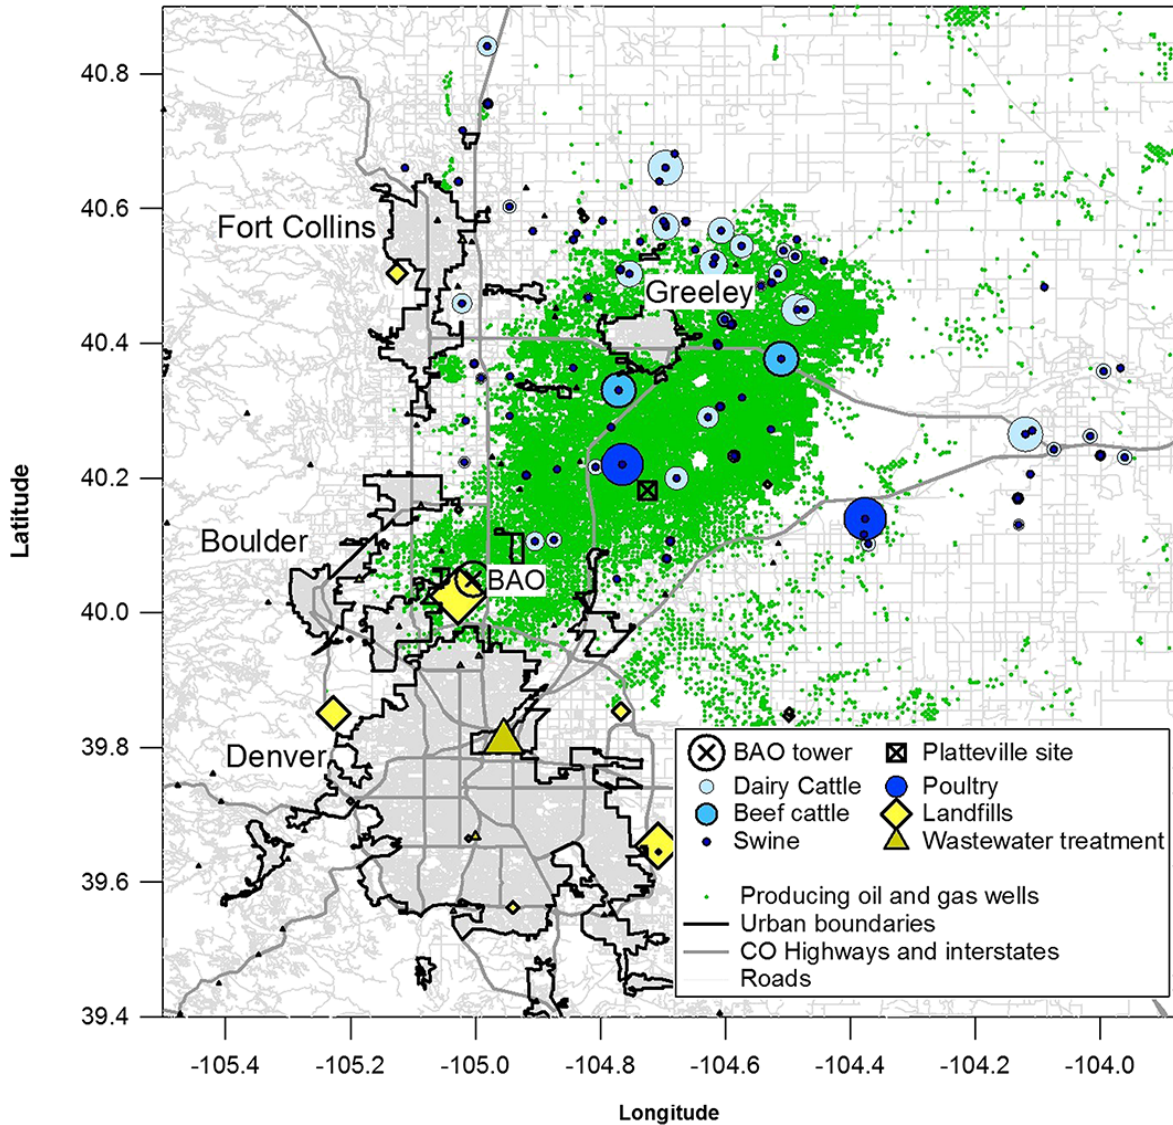 40.8
40.6
40.4
40.2
40.0
39.8
39.6
39.4
Latitude
Fort Collins
Greeley
Boulder
BAO
Denver
BAO tower
Platteville site
Dairy Cattle
Poultry
Beef cattle
Landfills
Swine
Wastewater treatment
Producing oil and gas wells
Urban boundaries
CO Highways and interstates
Roads
-105.4 -105.2 -105.0 -104.8 -104.6 -104.4 -104.2 -104.0
Longitude